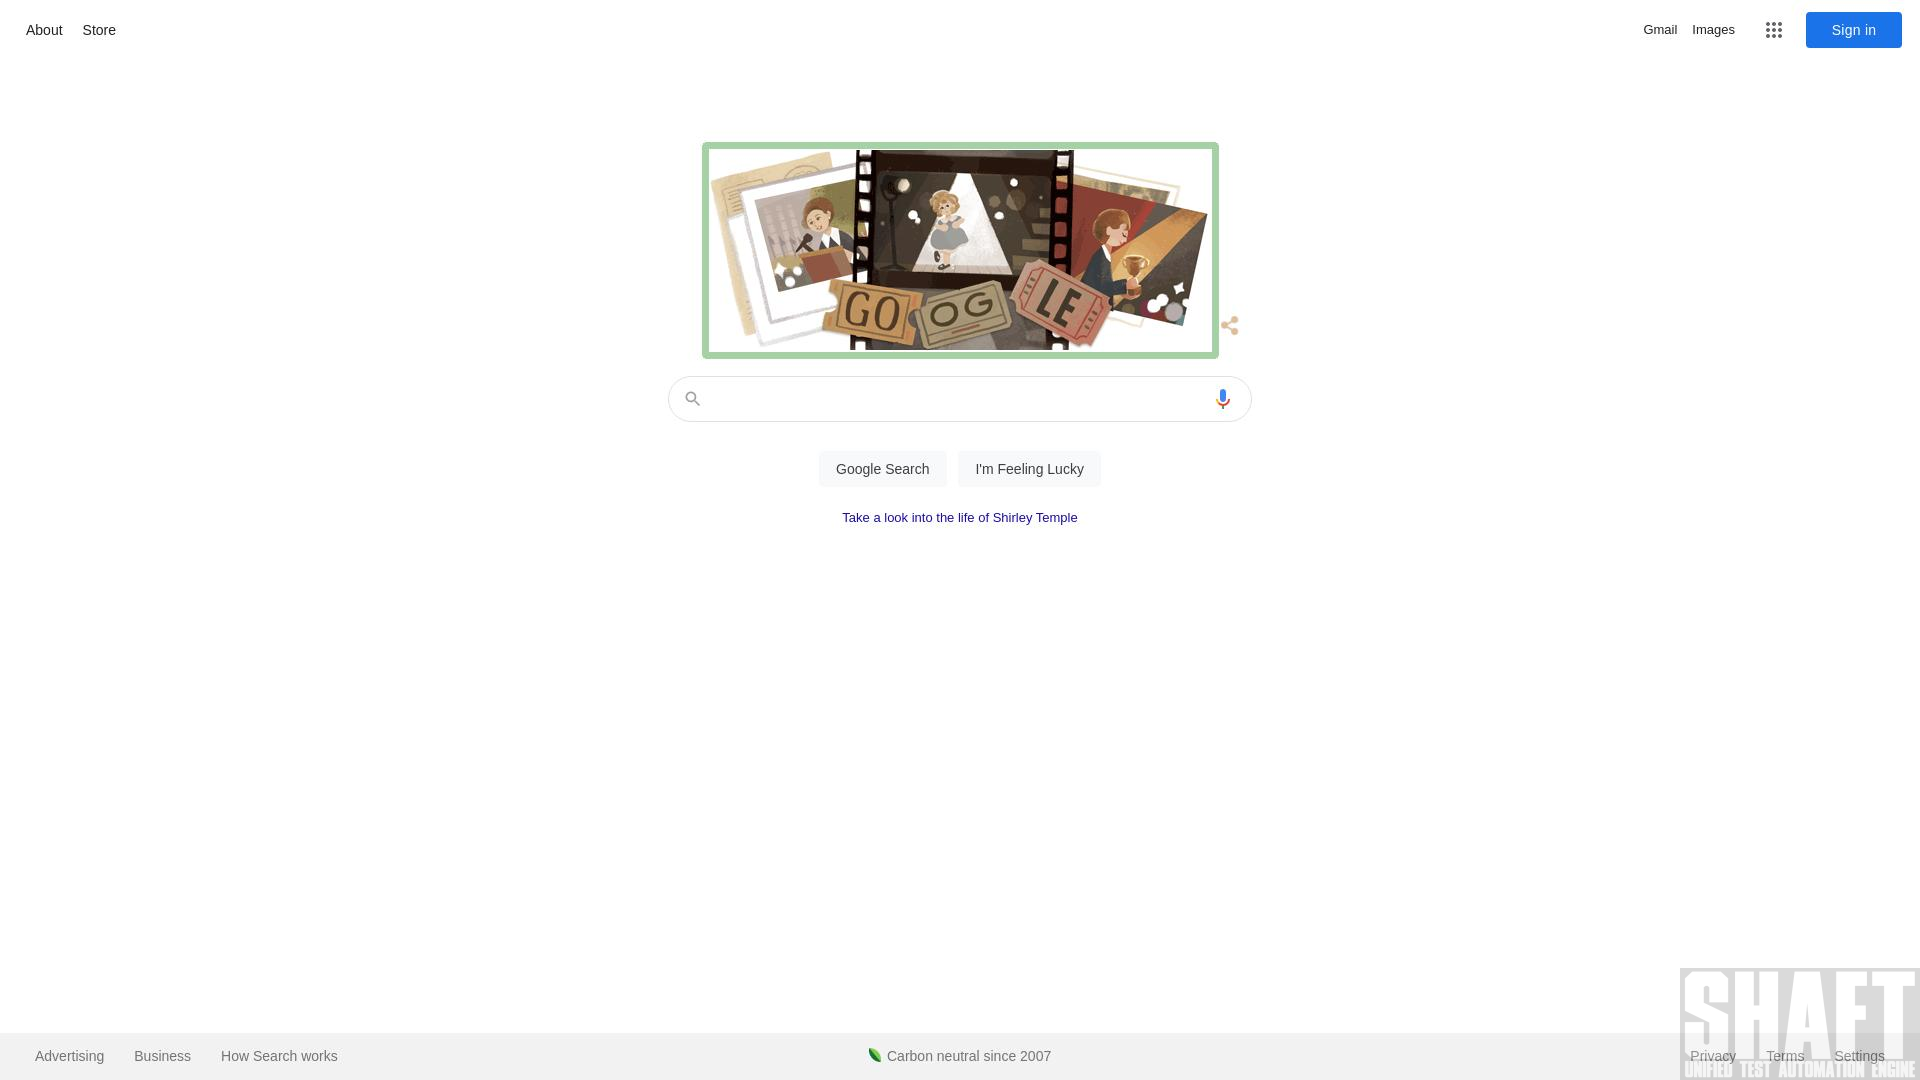 About Store Gmail Images Sign in
GO OG LE
Google Search I'm Feeling Lucky
Take a look into the life of Shirley Temple
SHAFT
Advertising Business How Search works Carbon neutral since 2007 Privacy Terms Settings
UNIFIED TEST AUTOMATION ENGINE